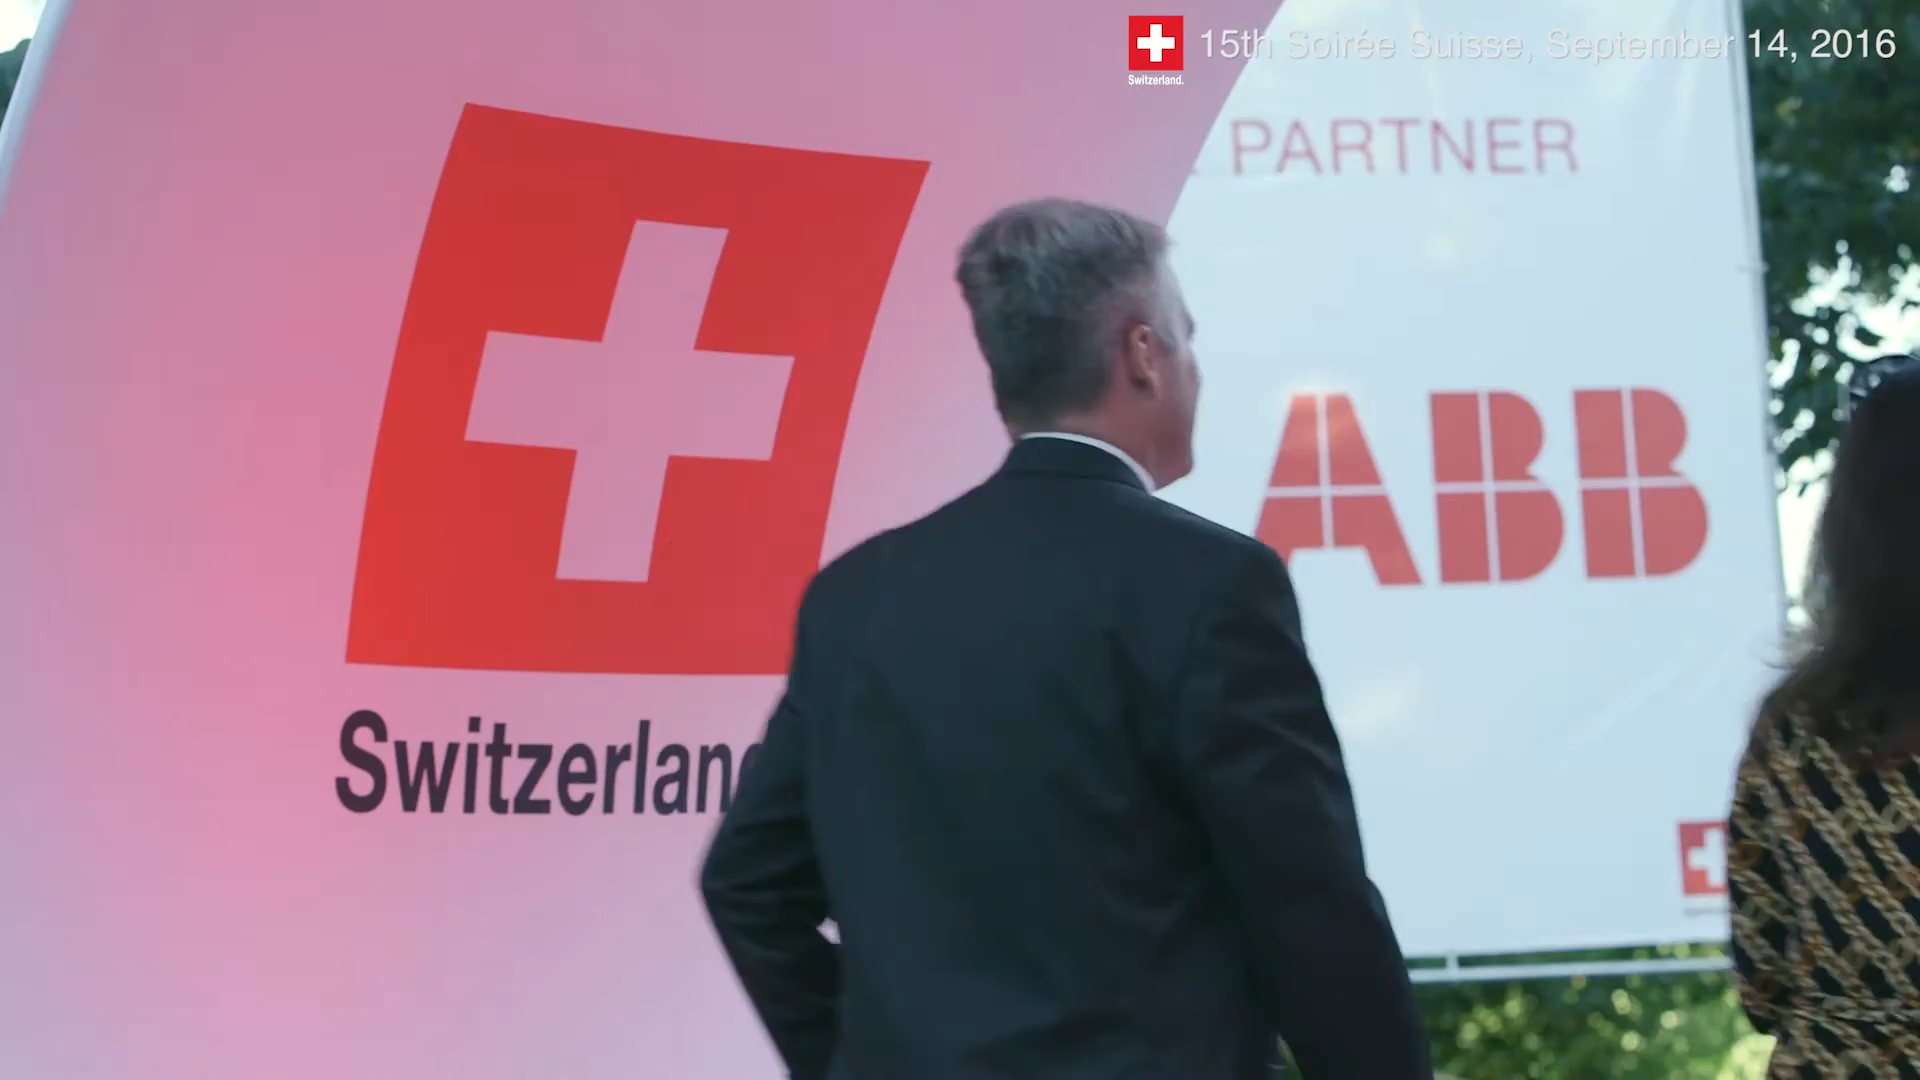 15th Soirée Suisse, September 14, 2016
Switzerland.
PARTNER
ABB
Switzerlan